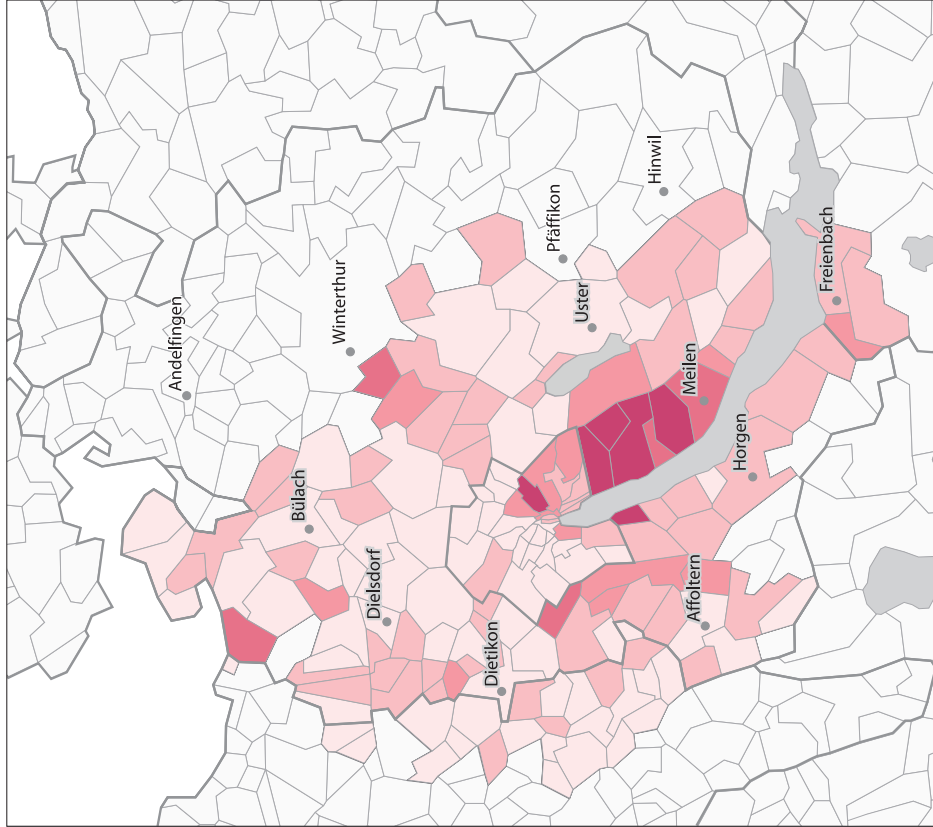 Andelfingen
Winterthur
Bülach
Pfäffikon
Hinwil
Uster
Dielsdorf
Meilen
Freienbach
Dietikon
Horgen
Affoltern